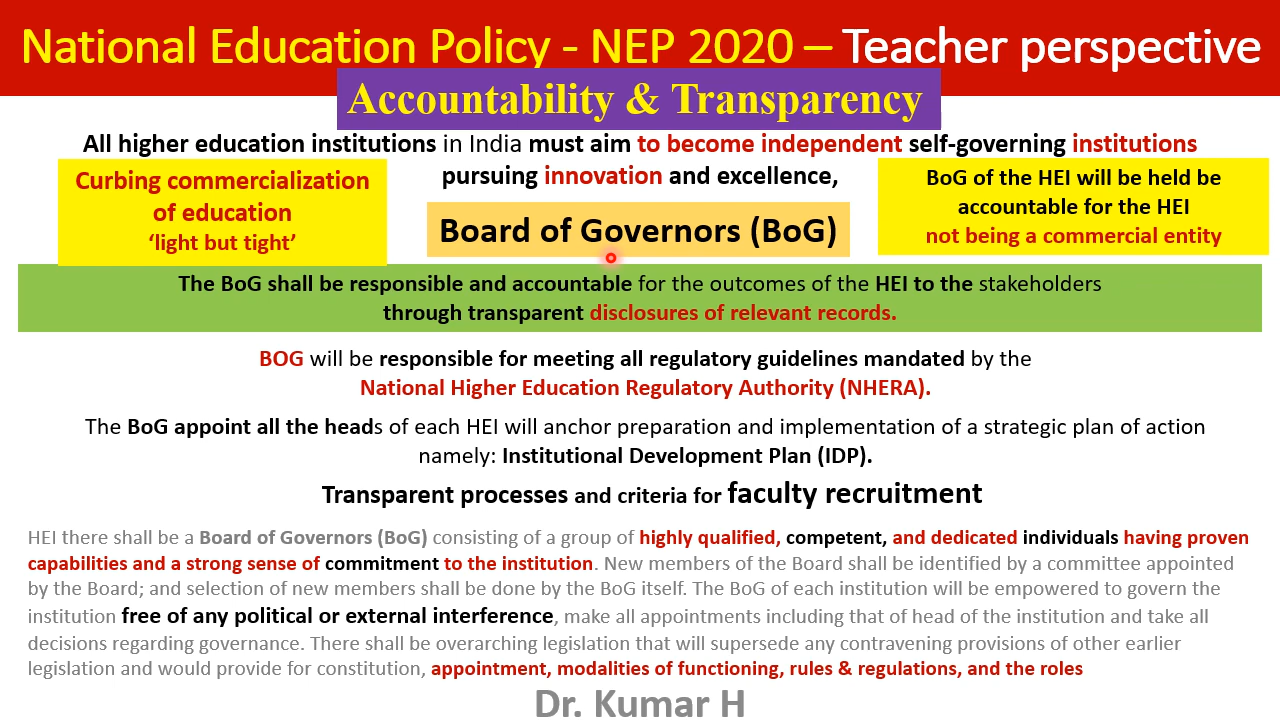 National Education Policy - NEP 2020 – Teacher perspective
Accountability & Transparency
All higher education institutions in India must aim to become independent self-governing institutions
pursuing innovation and excellence,
Curbing commercialization
of education
‘light but tight’
Board of Governors (BoG)
BoG of the HEI will be held be
accountable for the HEI
not being a commercial entity
The BoG shall be responsible and accountable for the outcomes of the HEI to the stakeholders
through transparent disclosures of relevant records.
BOG will be responsible for meeting all regulatory guidelines mandated by the
National Higher Education Regulatory Authority (NHERA).
The BoG appoint all the heads of each HEI will anchor preparation and implementation of a strategic plan of action
namely: Institutional Development Plan (IDP).
Transparent processes and criteria for faculty recruitment
HEI there shall be a Board of Governors (BoG) consisting of a group of highly qualified, competent, and dedicated individuals having proven
capabilities and a strong sense of commitment to the institution. New members of the Board shall be identified by a committee appointed
by the Board; and selection of new members shall be done by the BoG itself. The BoG of each institution will be empowered to govern the
institution free of any political or external interference, make all appointments including that of head of the institution and take all
decisions regarding governance. There shall be overarching legislation that will supersede any contravening provisions of other earlier
legislation and would provide for constitution, appointment, modalities of functioning, rules & regulations, and the roles
Dr. Kumar H